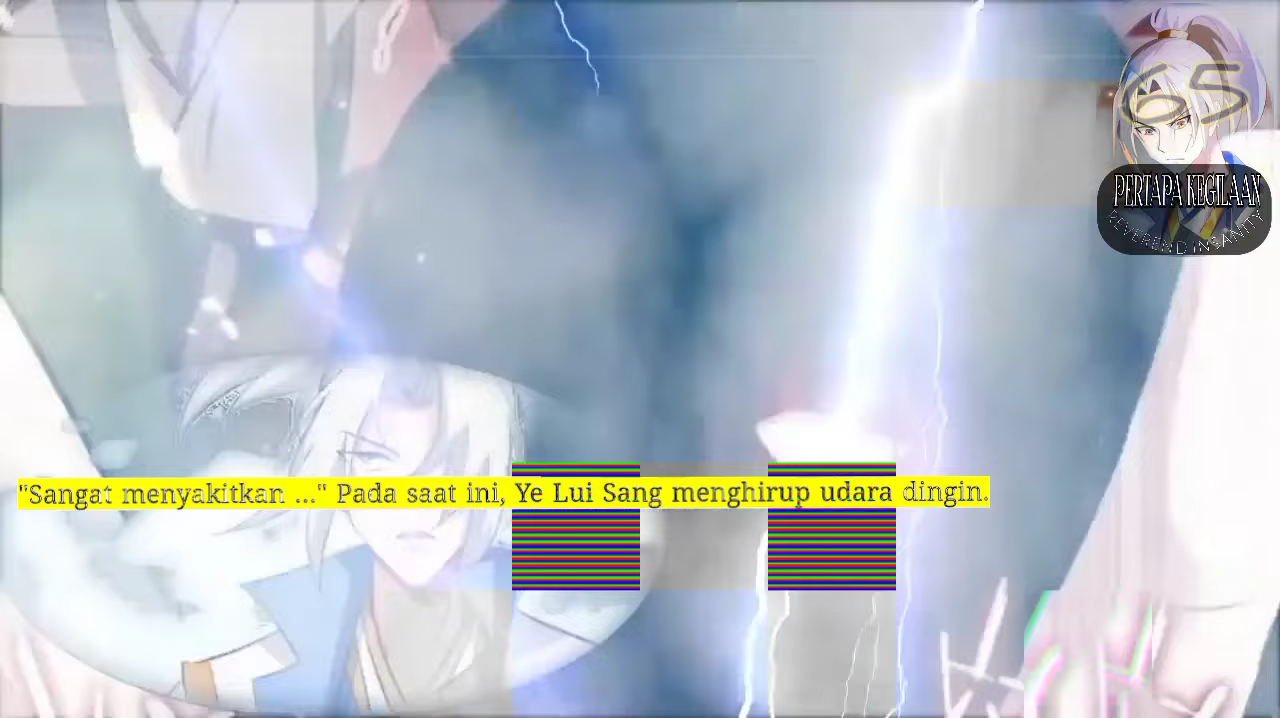 65
PERTAPA KEGILAAN
REVEREND INSANITY
"Sangat menyakitkan ..." Pada saat ini, Ye Lui Sang menghirup udara dingin.